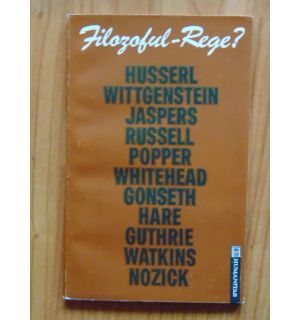 Filozoful-Rege?
HUSSERL
WITTGENSTEIN
JASPERS
RUSSELL
POPPER
WHITEHEAD
GONSETH
HARE
GUTHRIE
WATKINS
NOZICK
HUMANITAS